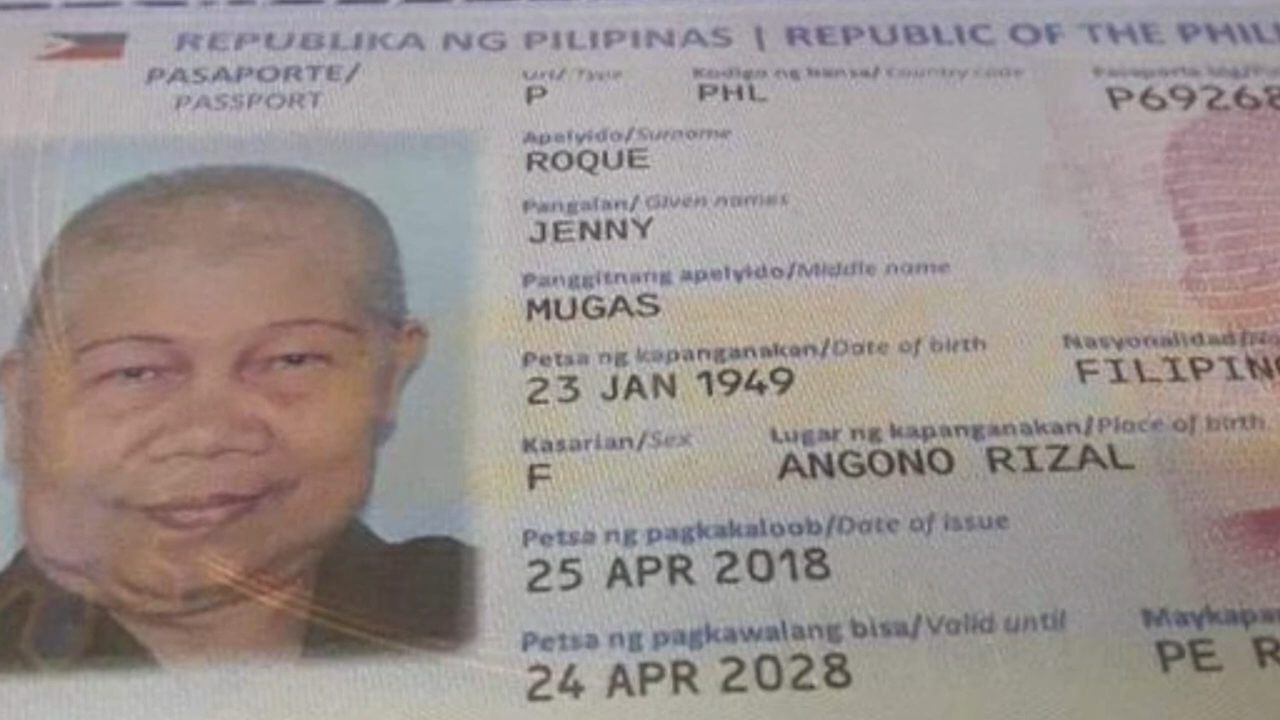 REPUBLIKA NG PILIPINAS | REPUBLIC OF THE PHIL
PASAPORTE/
PASSPORT
Uri/ Type
Kodigo ng bansa/ Country code
P
PHL
P69268
Apelyido/Surname
ROQUE
Pangalan/ Given names
JENNY
Panggitnang apelyido/Middle name
MUGAS
Petsa ng kapanganakan/Date of birth
Nasyonalidad/
23 JAN 1949
FILIPIN
Kasarian/Sex
Lugar ng kapanganakan/Place of birth
F
ANGONO RIZAL
Petsa ng pagkakaloob/Date of issue
25 APR 2018
Petsa ng pagkawalang bisa/Valid until
Maykapa
24 APR 2028
PE R